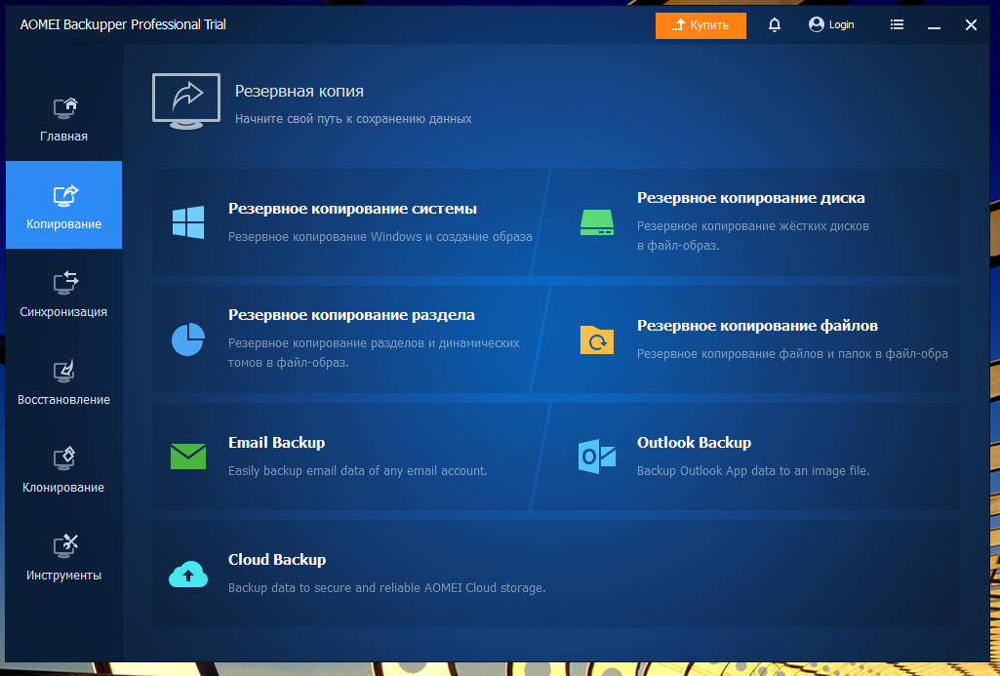 AOMEI Backupper Professional Trial
Купить
Login
Главная
Копирование
Синхронизация
Восстановление
Клонирование
Инструменты
Резервная копия
Начните свой путь к сохранению данных
Резервное копирование системы
Резервное копирование Windows и создание образа
Резервное копирование диска
Резервное копирование жёстких дисков
в файл-образ.
Резервное копирование раздела
Резервное копирование разделов и динамических
томов в файл-образ.
Резервное копирование файлов
Резервное копирование файлов и папок в файл-обра
Email Backup
Easily backup email data of any email account.
Outlook Backup
Backup Outlook App data to an image file.
Cloud Backup
Backup data to secure and reliable AOMEI Cloud storage.